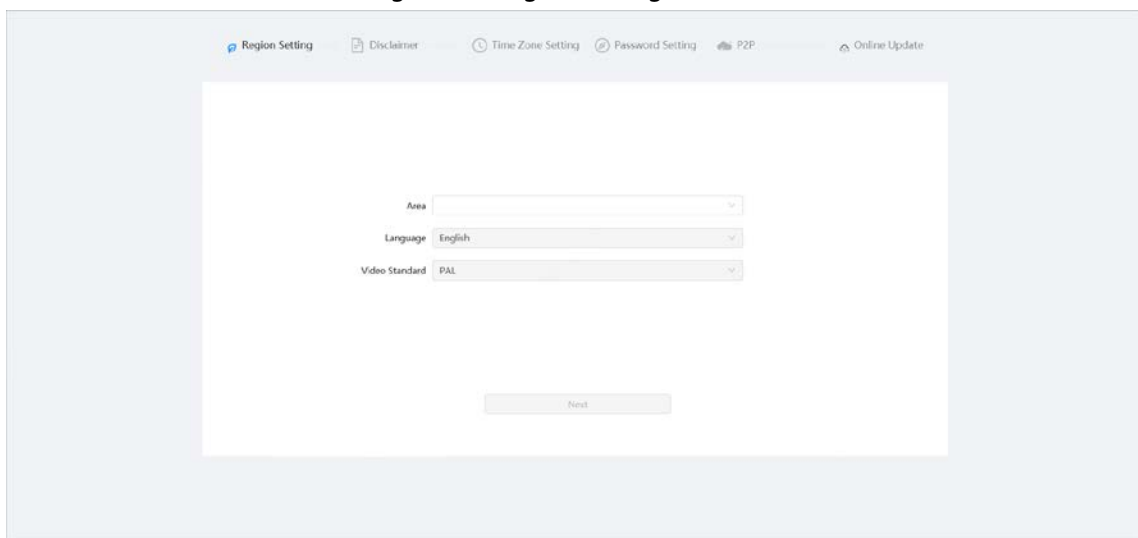 Region Setting
Disclaimer
Time Zone Setting
Password Setting
P2P
Online Update
Area
Language English
Video Standard PAL
Next